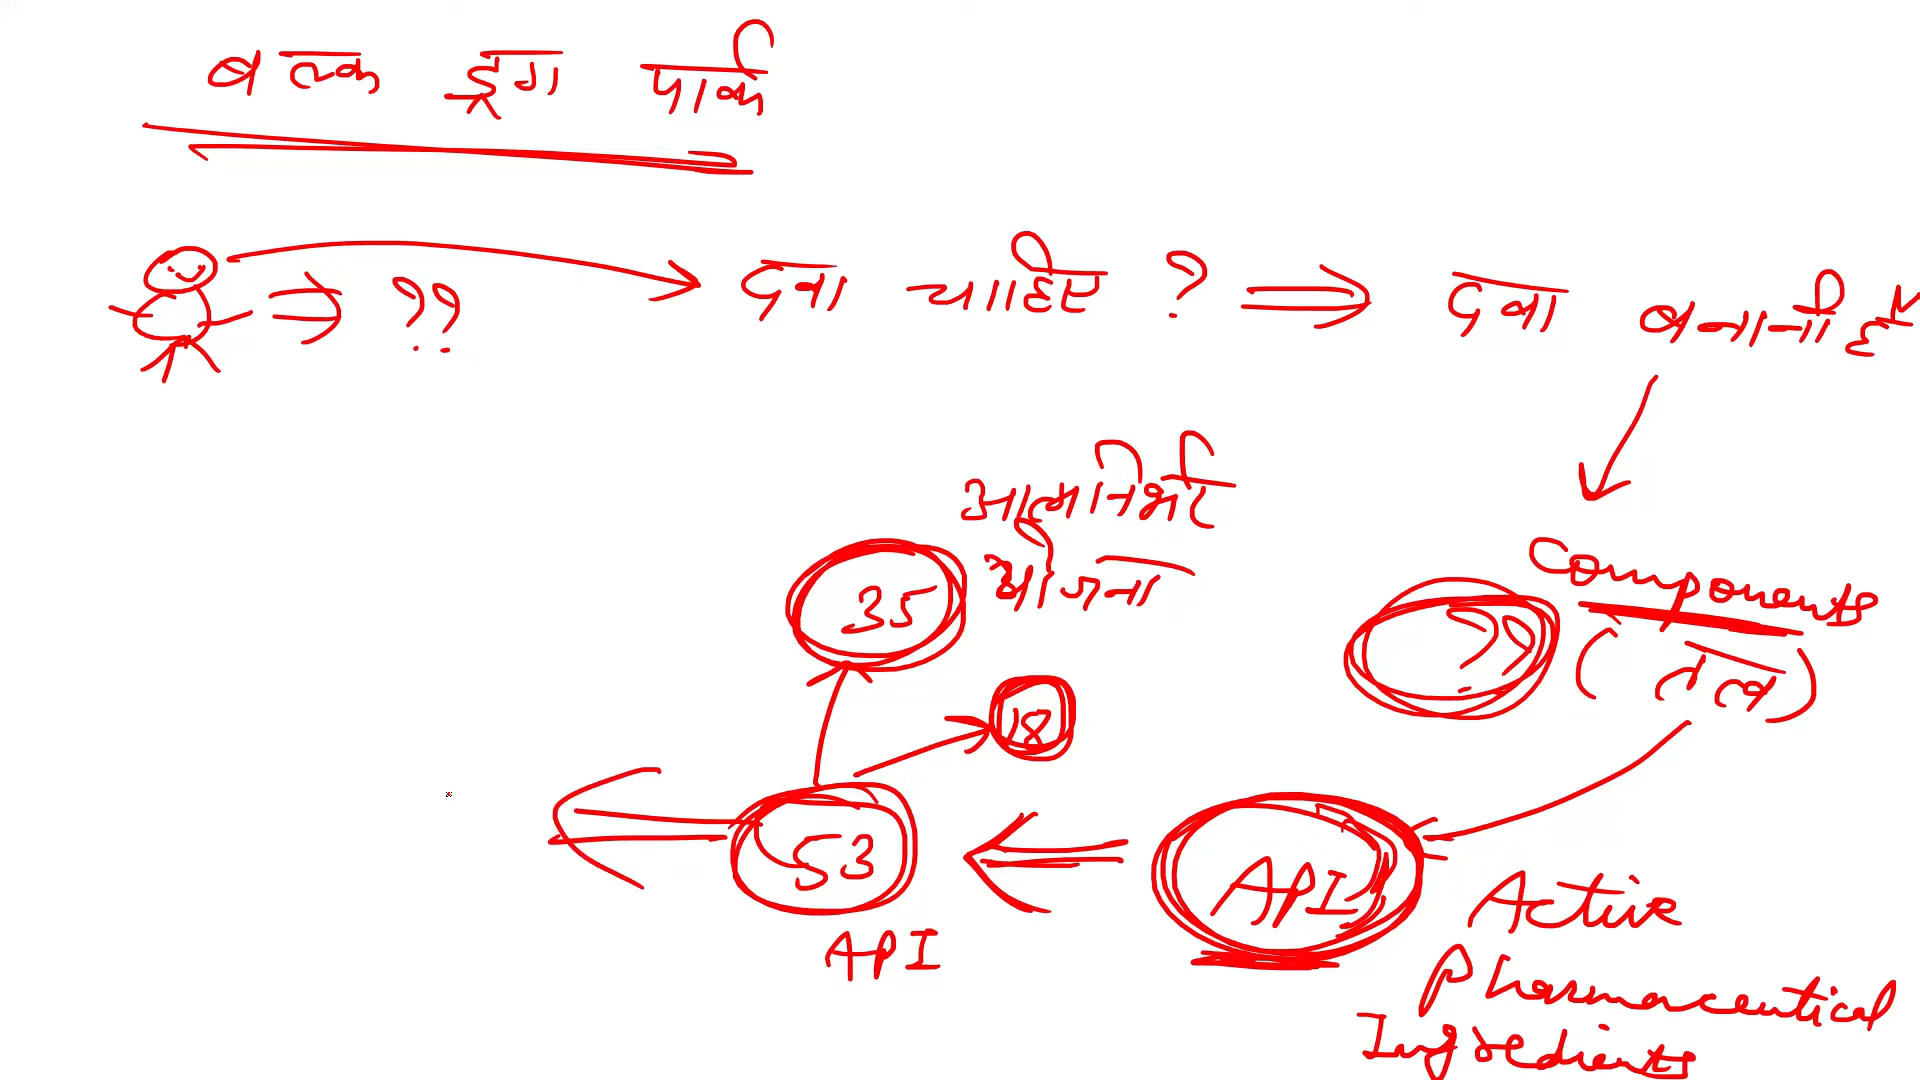 बल्क ड्रग पार्क
?? दवा चाहिए ? दवा बनानी है
आत्मनिर्भर
योजना
35
Components
(तत्व)
??
18
53
API
API
Active
Pharmaceutical
Ingredients